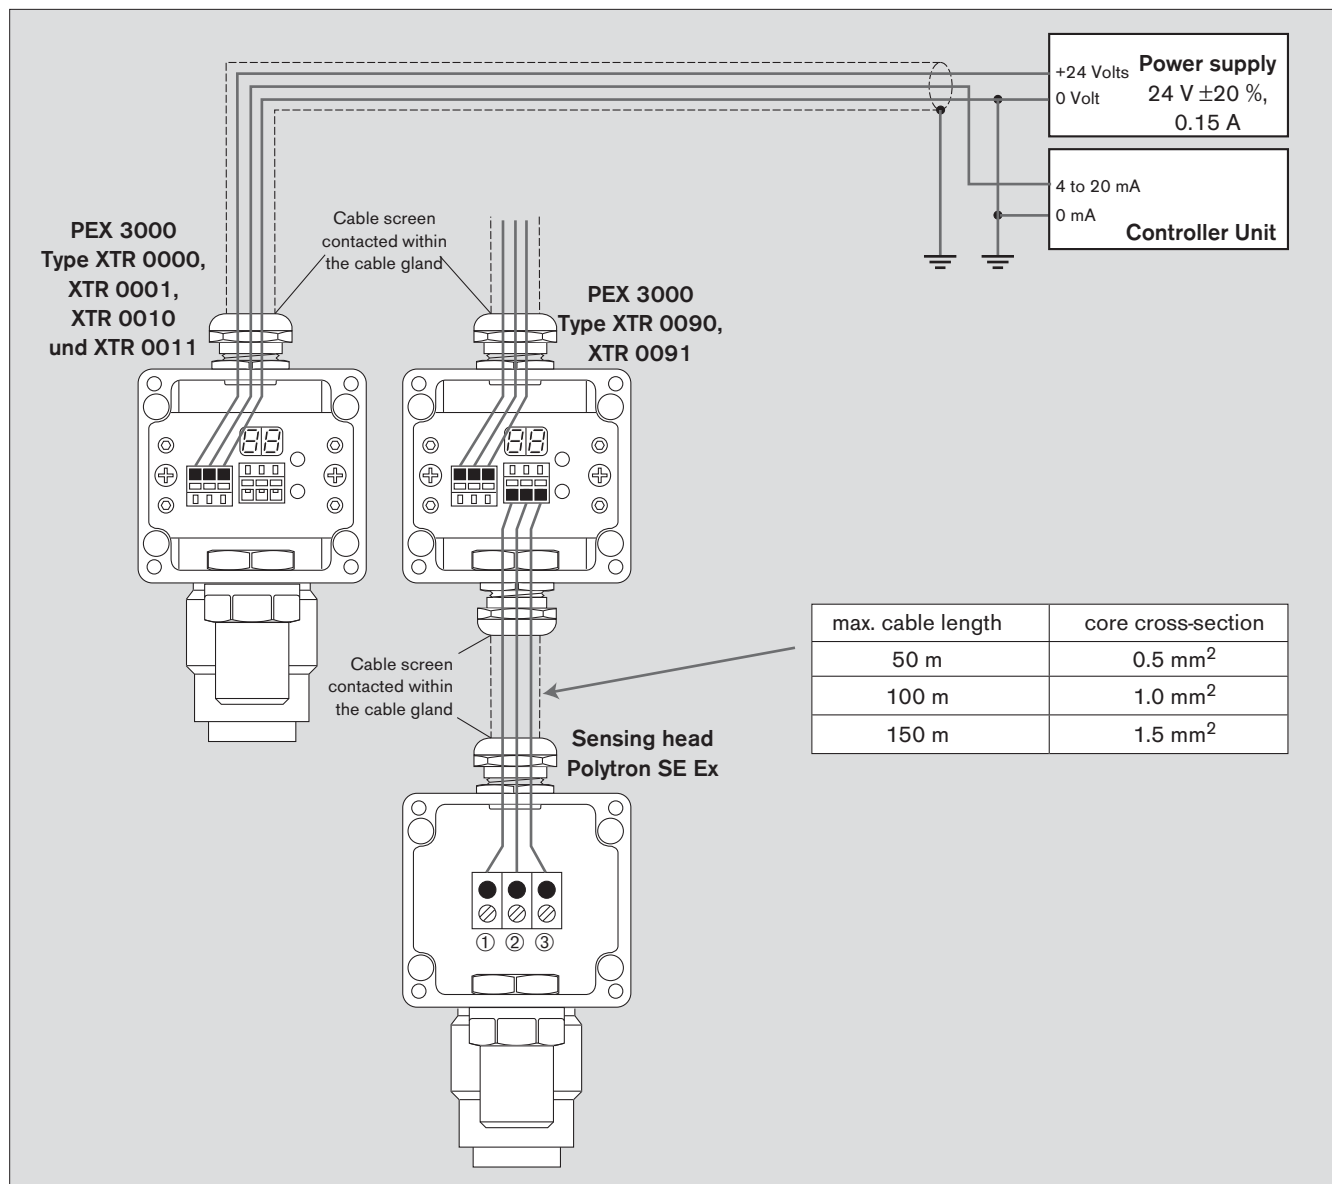 +24 Volts
0 Volt
Power supply
24 V ±20 %,
0.15 A
4 to 20 mA
0 mA
Controller Unit
PEX 3000
Type XTR 0000,
XTR 0001,
XTR 0010
und XTR 0011
Cable screen
contacted within
the cable gland
PEX 3000
Type XTR 0090,
XTR 0091
88
88
max. cable length core cross-section
50 m 0.5 mm²
100 m 1.0 mm²
150 m 1.5 mm²
Cable screen
contacted within
the cable gland
Sensing head
Polytron SE Ex
① ② ③